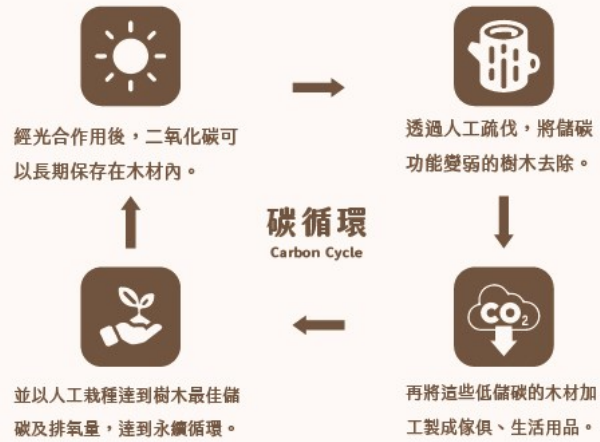 經光合作用後，二氧化碳可
以長期保存在木材內。
透過人工疏伐，將儲碳
功能變弱的樹木去除。
碳循環
Carbon Cycle
CO2
再將這些低儲碳的木材加
工製成傢俱、生活用品。
並以人工栽種達到樹木最佳儲
碳及排氧量，達到永續循環。